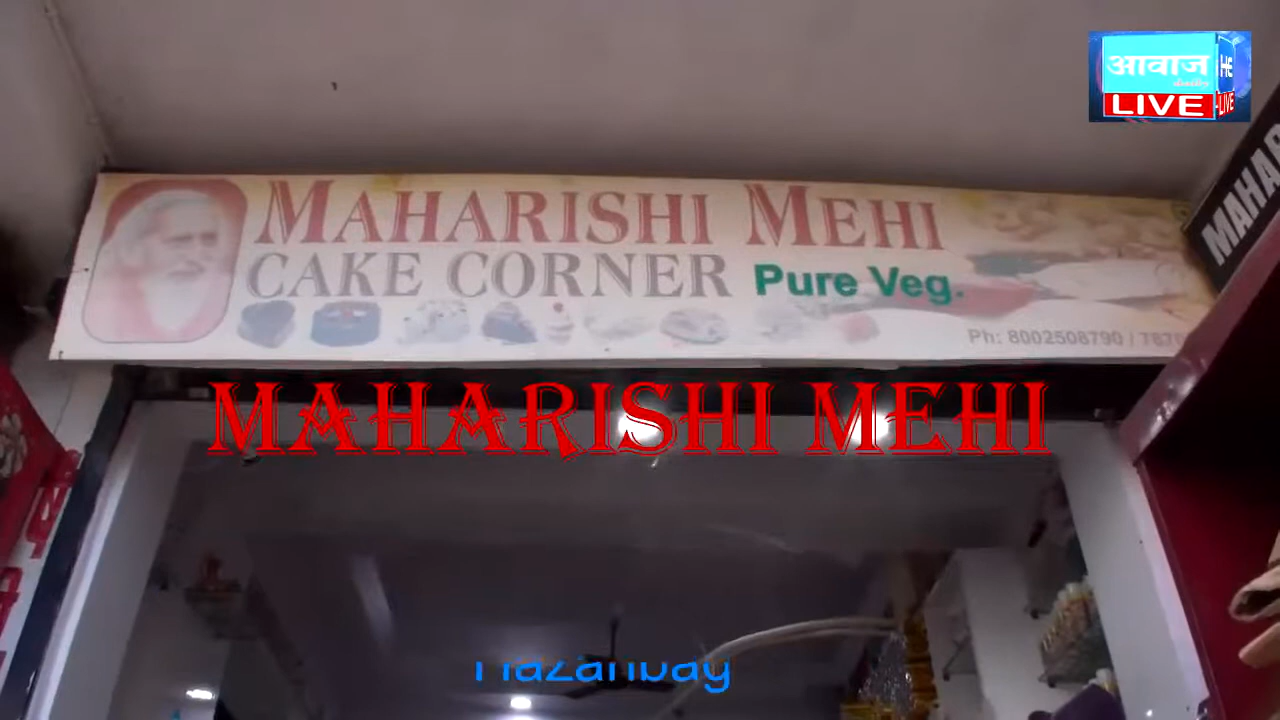 आवाज
LIVE
MAHARISHI MEHI
CAKE CORNER Pure Veg.
Ph: 8002508790 /
MAHARISHI MEHI